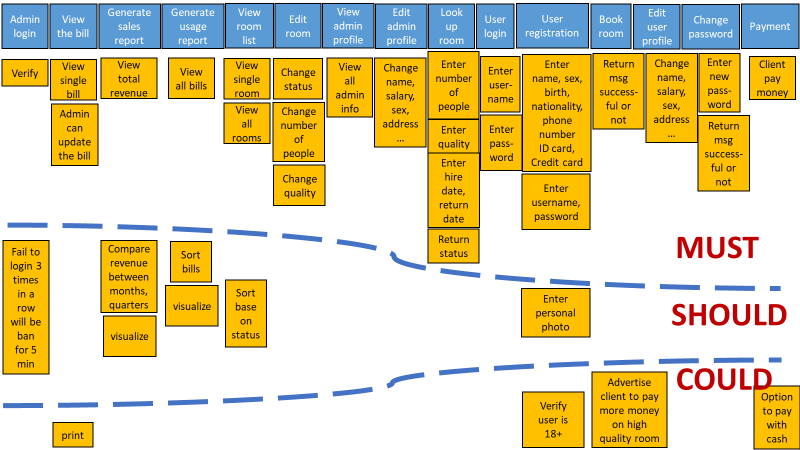 Admin
login
View
the bill
Generate
sales
report
Generate
usage
report
View
room
list
Edit
room
View
admin
profile
Edit
admin
profile
Look
up
room
User
login
User
registration
Book
room
Edit
user
profile
Change
password
Payment
Verify
View
single
bill
Admin
can
update
the bill
View
total
revenue
View
all bills
View
single
room
View
all
rooms
Change
status
Change
number
of
people
Change
quality
View
all
admin
info
Change
name,
salary,
sex,
address
...
Enter
number
of
people
Enter
quality
Enter
hire
date,
return
date
Return
status
Enter
user-
name
Enter
pass-
word
Enter
name, sex,
birth,
nationality,
phone
number
ID card,
Credit card
Enter
username,
password
Return
msg
success-
ful or
not
Change
name,
salary,
sex,
address
...
Enter
new
pass-
word
Return
msg
success-
ful or
not
Client
pay
money
MUST
Fail to
login 3
times
in a
row
will be
ban
for 5
min
Compare
revenue
between
months,
quarters
visualize
Sort
bills
visualize
Sort
base
on
status
Enter
personal
photo
SHOULD
COULD
print
Verify
user is
18+
Advertise
client to pay
more money
on high
quality room
Option
to pay
with
cash